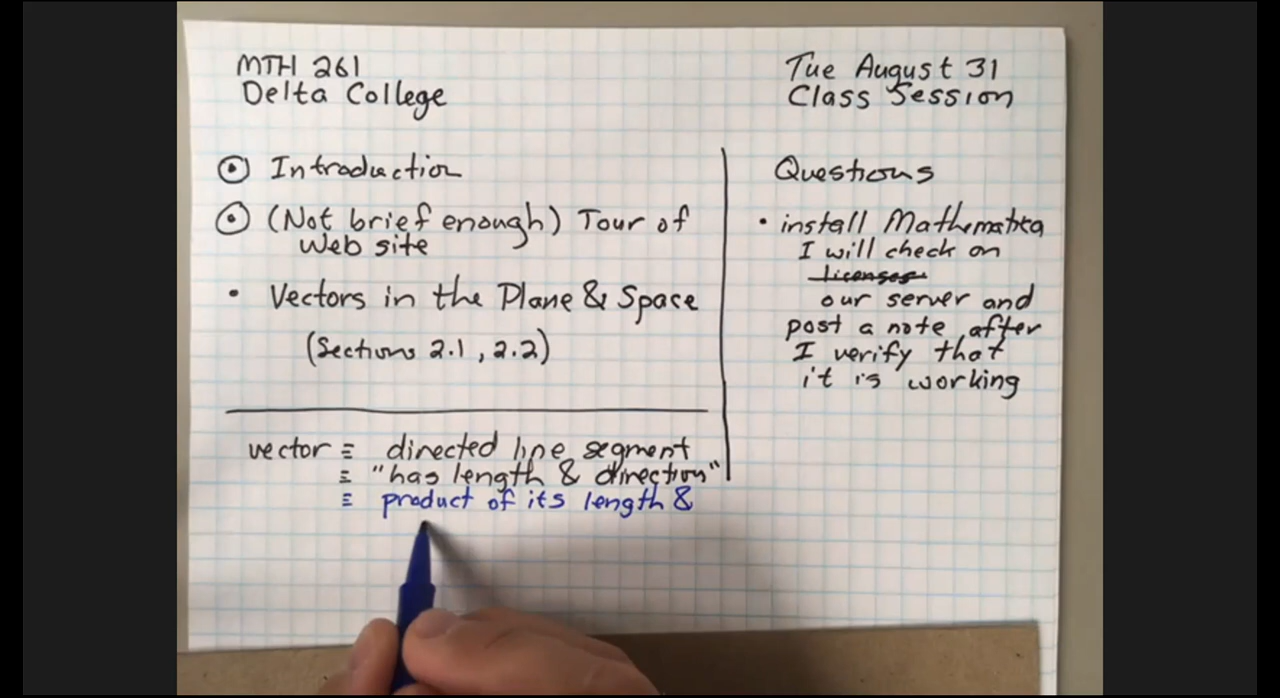 MTH 261
Delta College
Tue August 31
Class Session
⊙ Introduction
⊙ (Not brief enough) Tour of
Web site
• Vectors in the Plane & Space
(Sections 2.1, 2.2)
Questions
• install Mathematica
I will check on
licenses
our server and
post a note after
I verify that
it is working
vector ≡ directed line segment
≡ "has length & direction"
≡ product of its length &